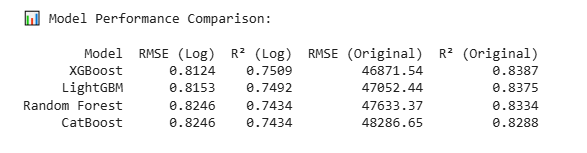 📊 Model Performance Comparison:
Model RMSE (Log) R² (Log) RMSE (Original) R² (Original)
XGBoost 0.8124 0.7509 46871.54 0.8387
LightGBM 0.8153 0.7492 47052.44 0.8375
Random Forest 0.8246 0.7434 47633.37 0.8334
CatBoost 0.8246 0.7434 48286.65 0.8288